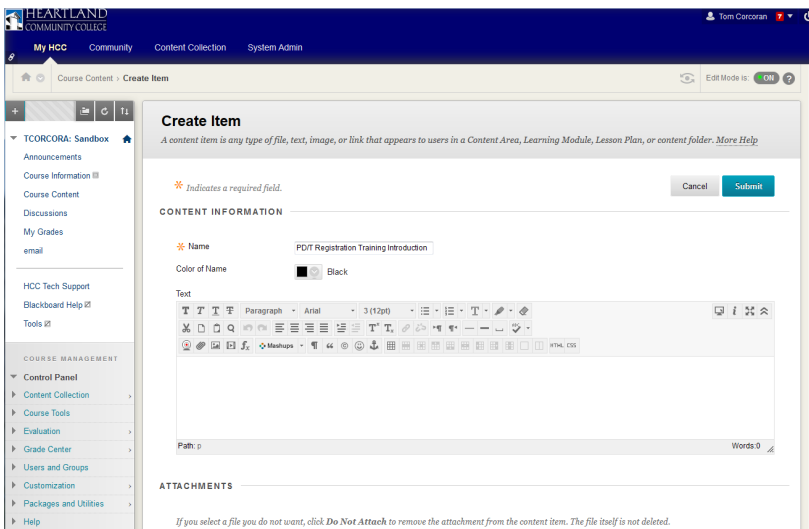 HEARTLAND
COMMUNITY COLLEGE
Tom Corcoran 7
My HCC Community Content Collection System Admin
Course Content › Create Item
Edit Mode is: ON ?
TCORCORA: Sandbox
Announcements
Course Information
Course Content
Discussions
My Grades
email
HCC Tech Support
Blackboard Help
Tools
COURSE MANAGEMENT
Control Panel
Content Collection
Course Tools
Evaluation
Grade Center
Users and Groups
Customization
Packages and Utilities
Help
Create Item
A content item is any type of file, text, image, or link that appears to users in a Content Area, Learning Module, Lesson Plan, or content folder. More Help
Indicates a required field.
Cancel Submit
CONTENT INFORMATION
Name PD/T Registration Training Introduction
Color of Name Black
Text
T T T T Paragraph Arial 3 (12pt) T
Mashups HTML CSS
Path: p Words:0
ATTACHMENTS
If you select a file you do not want, click Do Not Attach to remove the attachment from the content item. The file itself is not deleted.